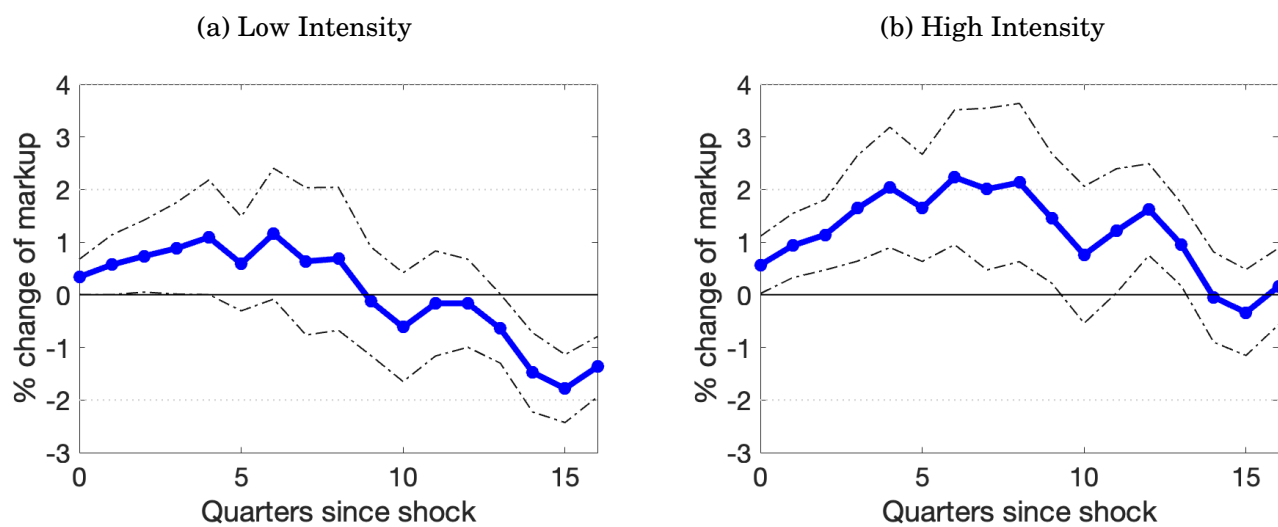 (a) Low Intensity
4
3
2
1
0
-1
-2
-3
% change of markup
0 5 10 15
Quarters since shock
(b) High Intensity
4
3
2
1
0
-1
-2
-3
% change of markup
0 5 10 15
Quarters since shock